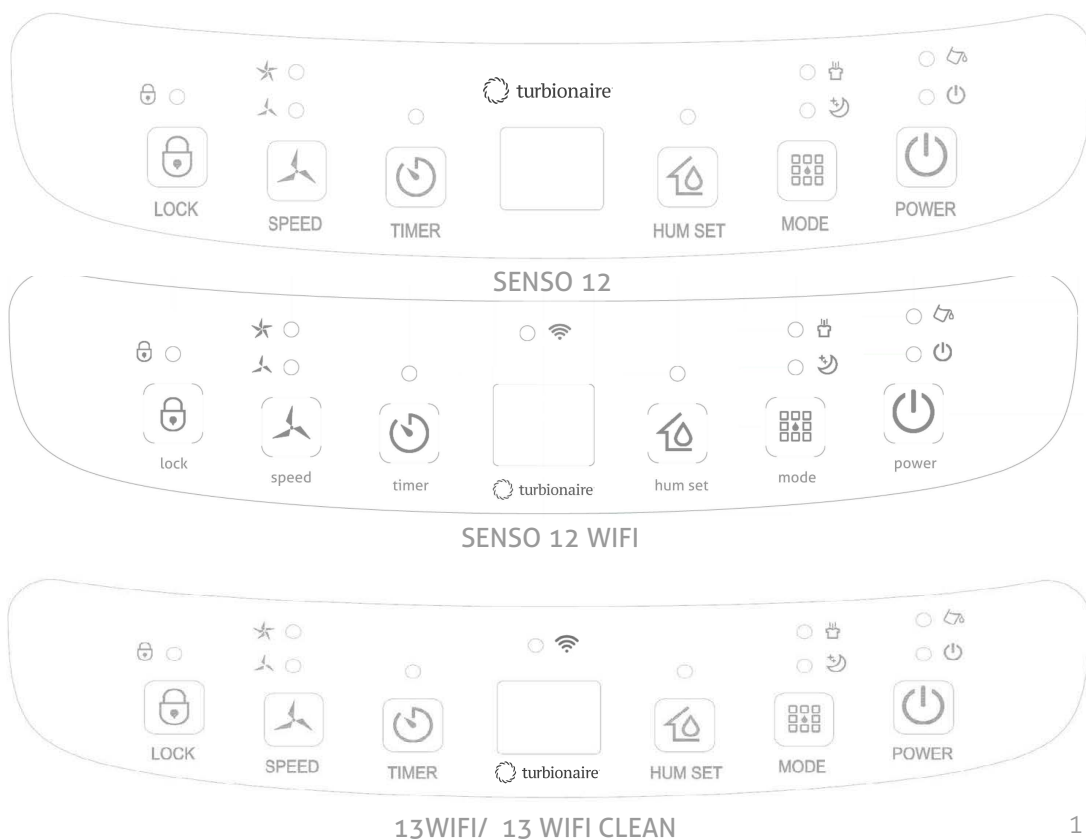 turbionaire
LOCK
SPEED
TIMER
HUM SET
MODE
POWER
SENSO 12
lock
speed
timer
turbionaire
hum set
mode
power
SENSO 12 WIFI
LOCK
SPEED
TIMER
turbionaire
HUM SET
MODE
POWER
13WIFI/ 13 WIFI CLEAN
1